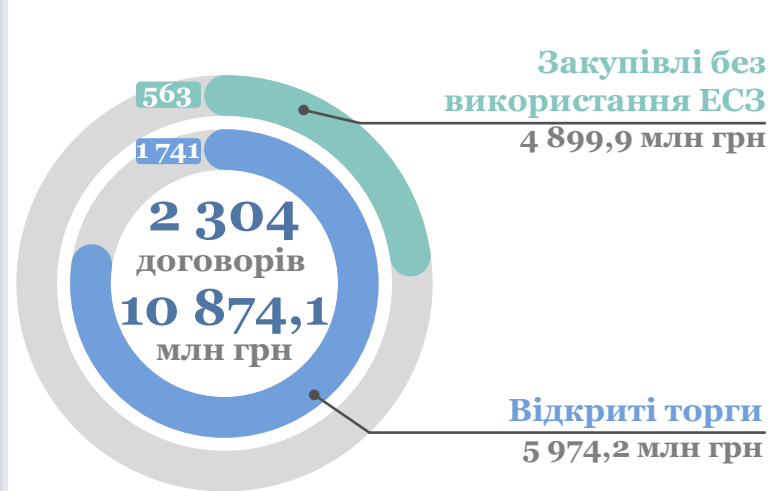 Закупівлі без
використання ЕСЗ
4 899,9 млн грн
563
1 741
2 304
договорів
10 874,1
млн грн
Відкриті торги
5 974,2 млн грн